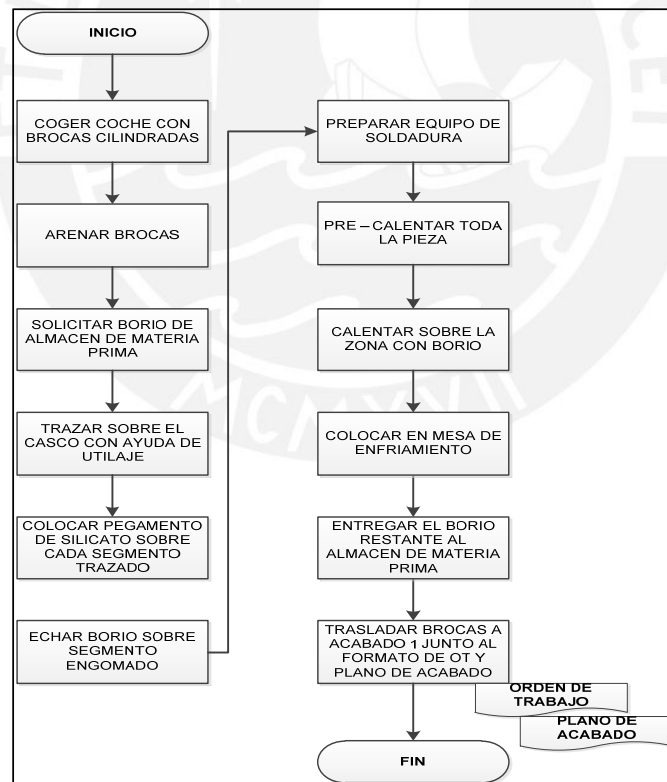 INICIO
COGER COCHE CON
BROCAS CILINDRADAS
ARENAR BROCAS
SOLICITAR BORIO DE
ALMACEN DE MATERIA
PRIMA
TRAZAR SOBRE EL
CASCO CON AYUDA DE
UTILAJE
COLOCAR PEGAMENTO
DE SILICATO SOBRE
CADA SEGMENTO
TRAZADO
ECHAR BORIO SOBRE
SEGMENTO
ENGOMADO
PREPARAR EQUIPO DE
SOLDADURA
PRE – CALENTAR TODA
LA PIEZA
CALENTAR SOBRE LA
ZONA CON BORIO
COLOCAR EN MESA DE
ENFRIAMIENTO
ENTREGAR EL BORIO
RESTANTE AL
ALMACEN DE MATERIA
PRIMA
TRASLADAR BROCAS A
ACABADO 1 JUNTO AL
FORMATO DE OT Y
PLANO DE ACABADO
ORDEN DE
TRABAJO
PLANO DE
ACABADO
FIN
MCMXVII